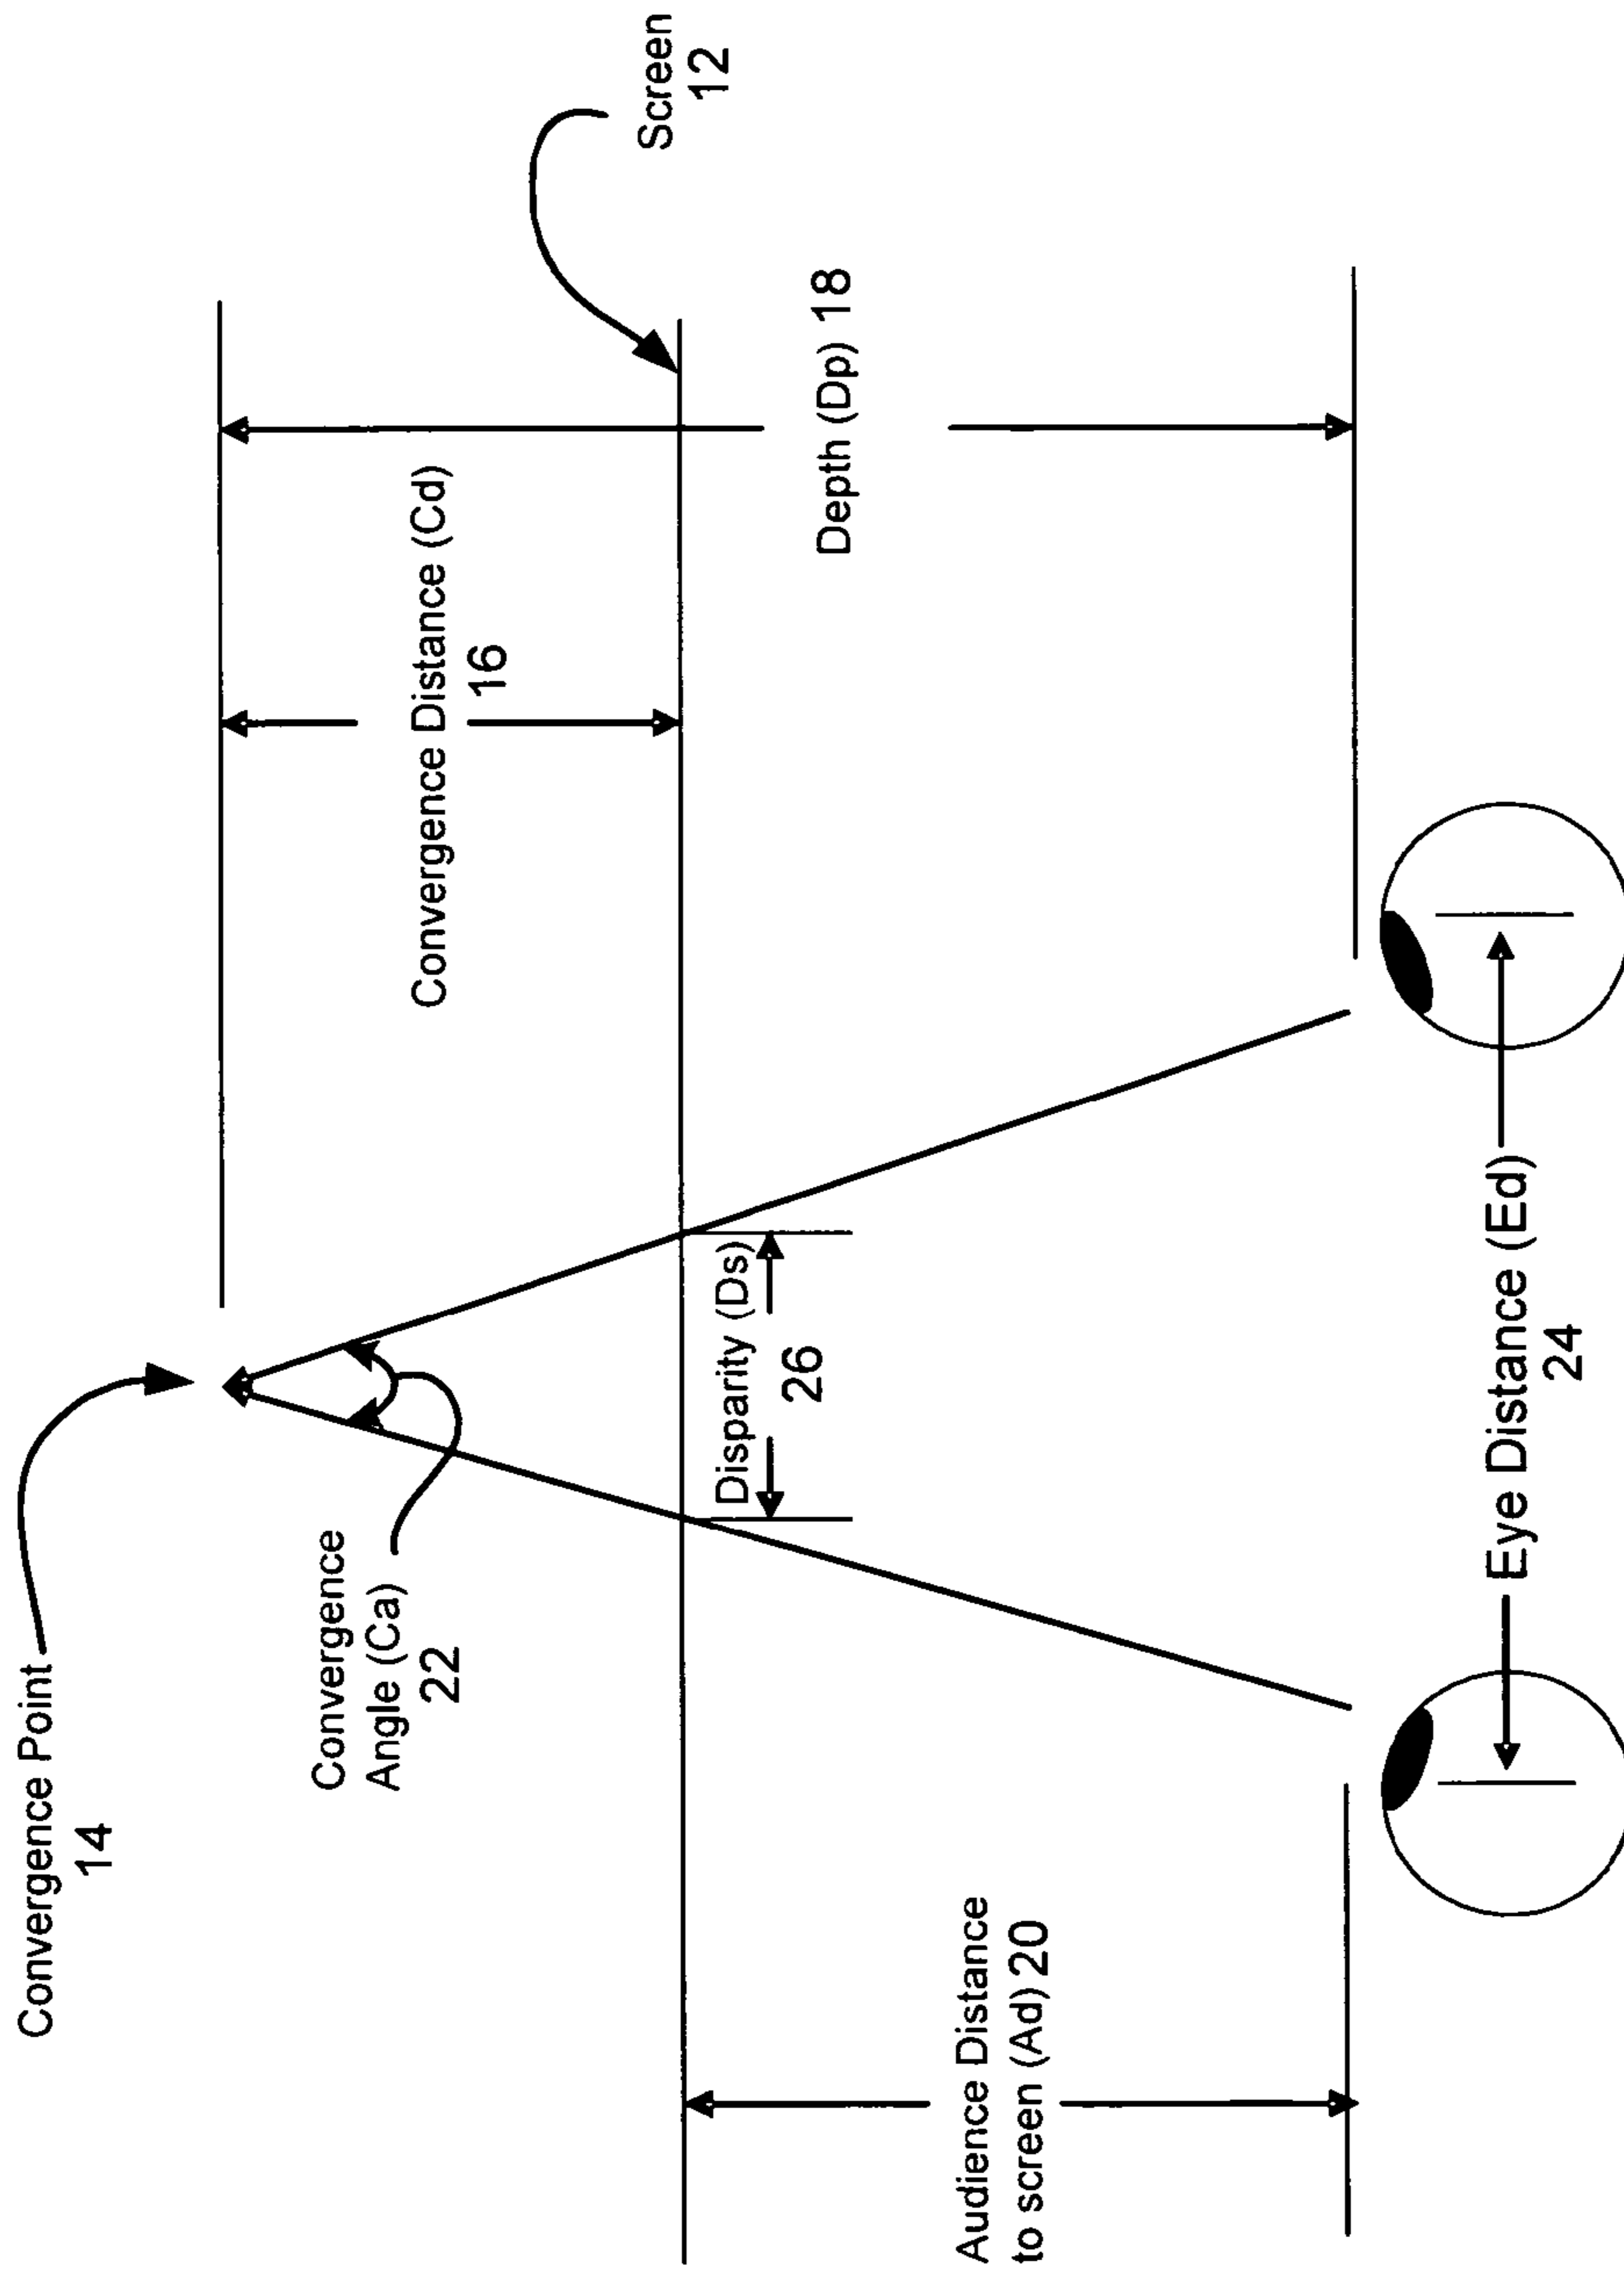 Convergence Point
14
Screen
12
Convergence
Angle (Ca)
22
Convergence Distance (Cd)
16
Disparity (Ds)
26
Depth (Dp) 18
Audience Distance
to screen (Ad) 20
Eye Distance (Ed)
24